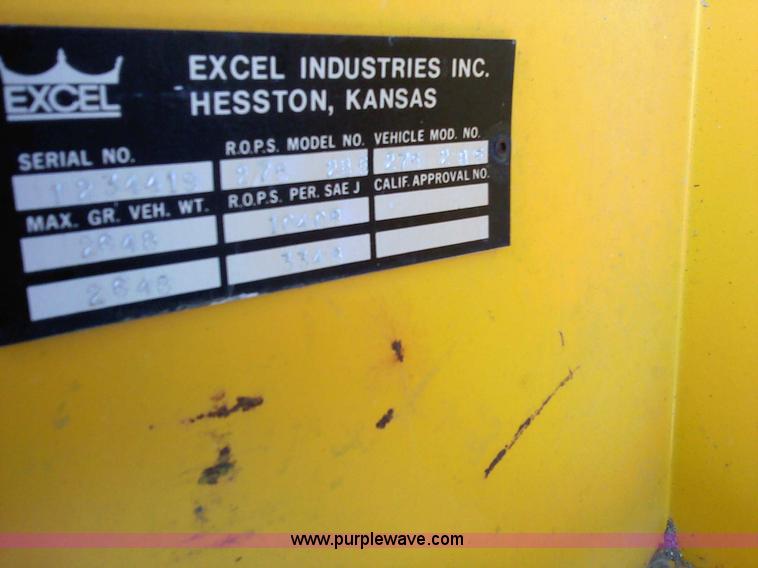 EXCEL
EXCEL INDUSTRIES INC.
HESSTON, KANSAS
SERIAL NO.
R.O.P.S. MODEL NO.
VEHICLE MOD. NO.
1234419
MAX. GR. VEH. WT.
R.O.P.S. PER. SAE J
CALIF. APPROVAL NO.
2848
2848
www.purplewave.com